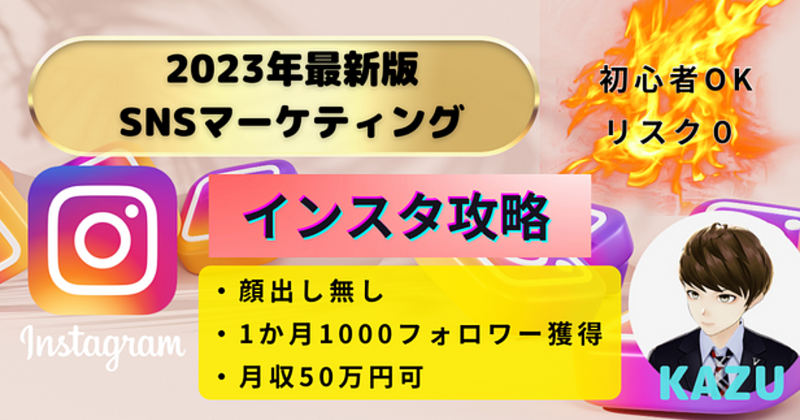 2023年最新版
SNSマーケティング
初心者OK
リスク0
インスタ攻略
Instagram
・顔出し無し
・1か月1000フォロワー獲得
・月収50万円可
KAZU